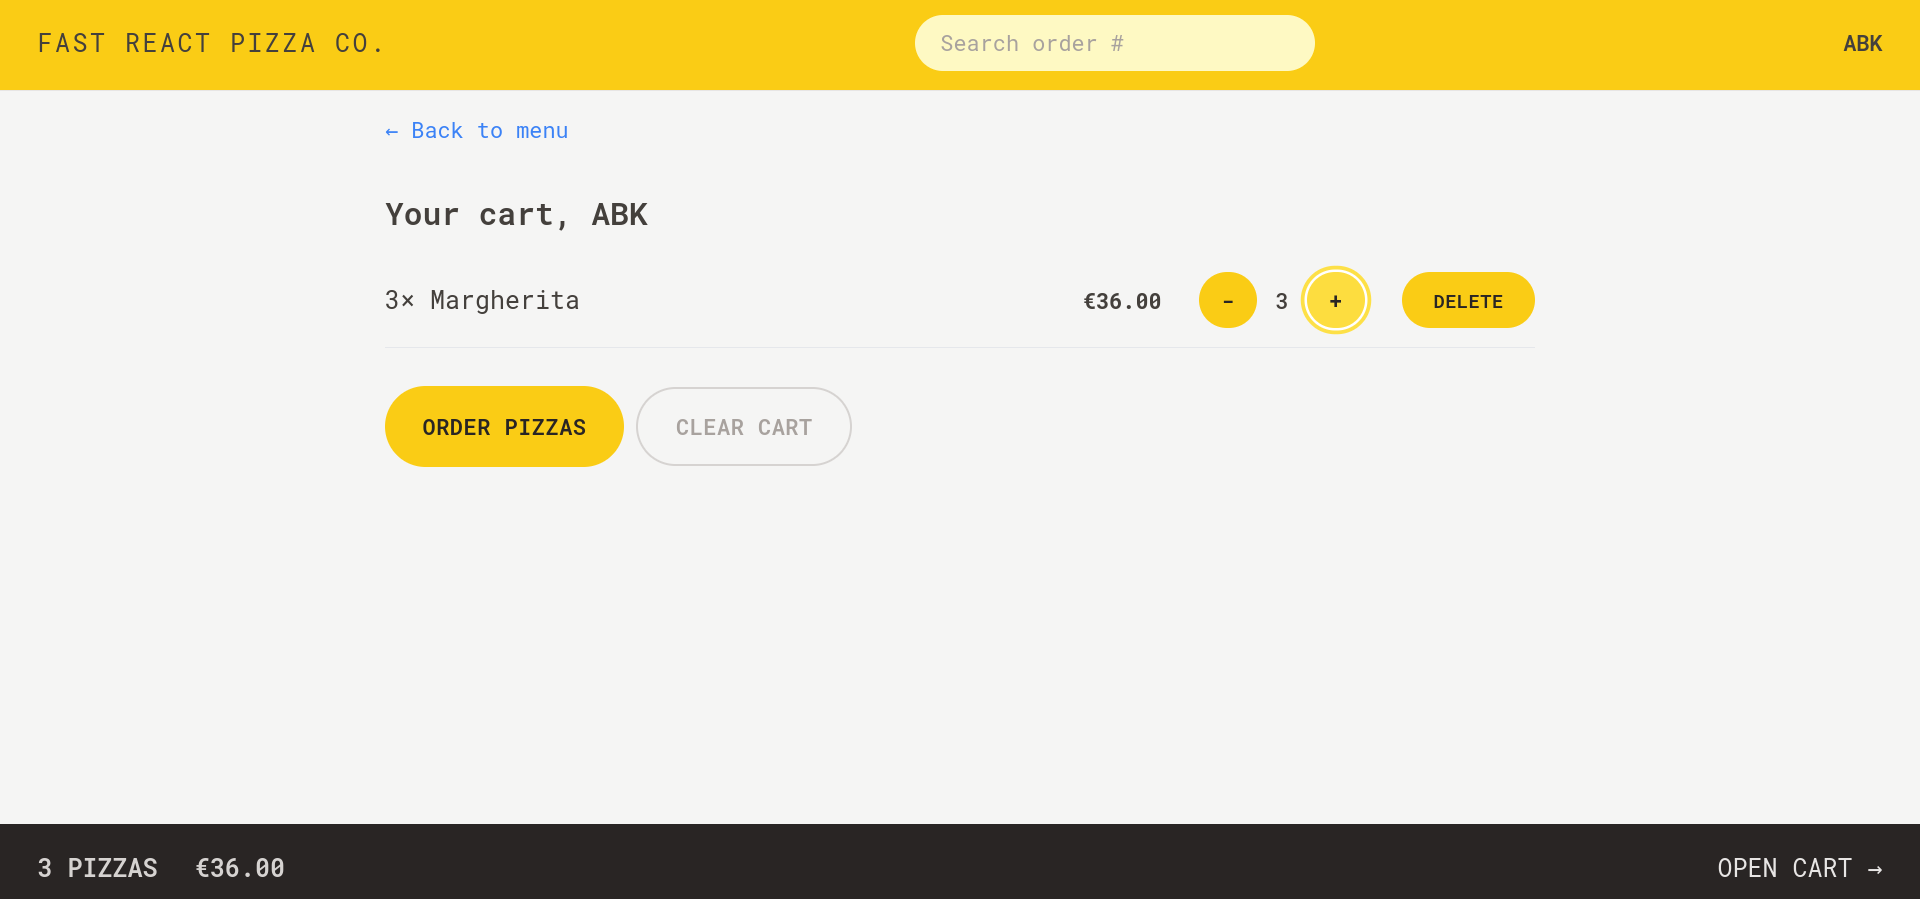 FAST REACT PIZZA CO. Search order # ABK
← Back to menu
Your cart, ABK
3× Margherita €36.00 - 3 + DELETE
ORDER PIZZAS CLEAR CART
3 PIZZAS €36.00 OPEN CART →